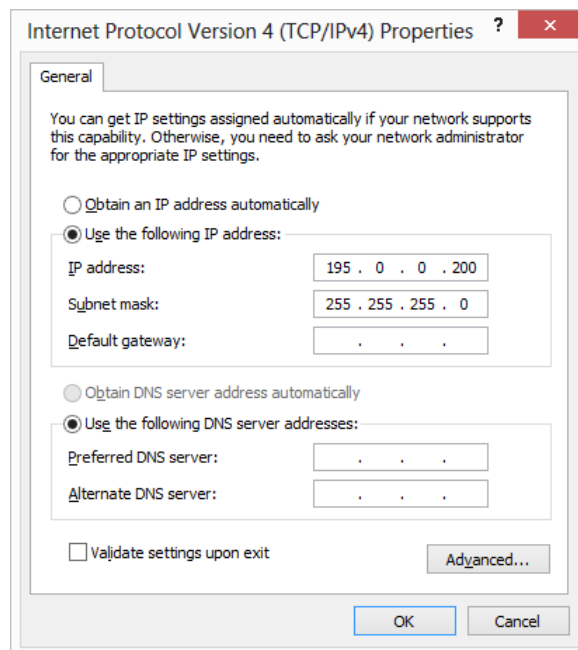 Internet Protocol Version 4 (TCP/IPv4) Properties ? ×
General
You can get IP settings assigned automatically if your network supports
this capability. Otherwise, you need to ask your network administrator
for the appropriate IP settings.
Obtain an IP address automatically
Use the following IP address:
IP address: 195 . 0 . 0 . 200
Subnet mask: 255 . 255 . 255 . 0
Default gateway: . . .
Obtain DNS server address automatically
Use the following DNS server addresses:
Preferred DNS server: . . .
Alternate DNS server: . . .
Validate settings upon exit
Advanced...
OK Cancel